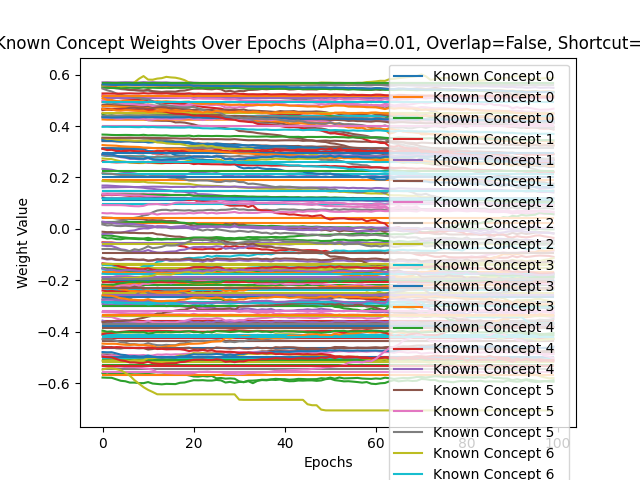 Known Concept Weights Over Epochs (Alpha=0.01, Overlap=False, Shortcut=
Weight Value
0.6
0.4
0.2
0.0
−0.2
−0.4
−0.6
Known Concept 0
Known Concept 0
Known Concept 0
Known Concept 1
Known Concept 1
Known Concept 1
Known Concept 2
Known Concept 2
Known Concept 2
Known Concept 3
Known Concept 3
Known Concept 3
Known Concept 4
Known Concept 4
Known Concept 4
Known Concept 5
Known Concept 5
Known Concept 5
Known Concept 6
Known Concept 6
0 20 40 60 80 100
Epochs